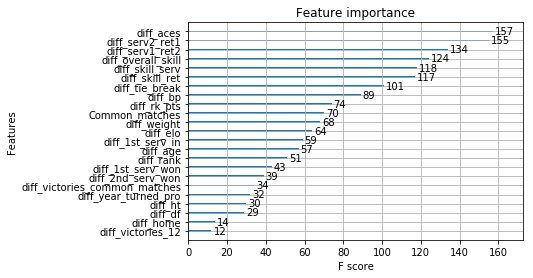 Feature importance
diff_aces 157
diff_serv2_ret1 155
diff_serv1_ret2 134
diff_overall_skill 124
diff_skill_serv 118
diff_skill_ret 117
diff_tie_break 101
diff_bp 89
diff_rk_pts 74
Common_matches 70
diff_weight 68
diff_elo 64
diff_1st_serv_in 59
diff_age 57
diff_rank 51
diff_1st_serv_won 43
diff_2nd_serv_won 39
diff_victories_common_matches 34
diff_year_turned_pro 32
diff_ht 30
diff_df 29
diff_home 14
diff_victories_12 12
Features
0 20 40 60 80 100 120 140 160
F score